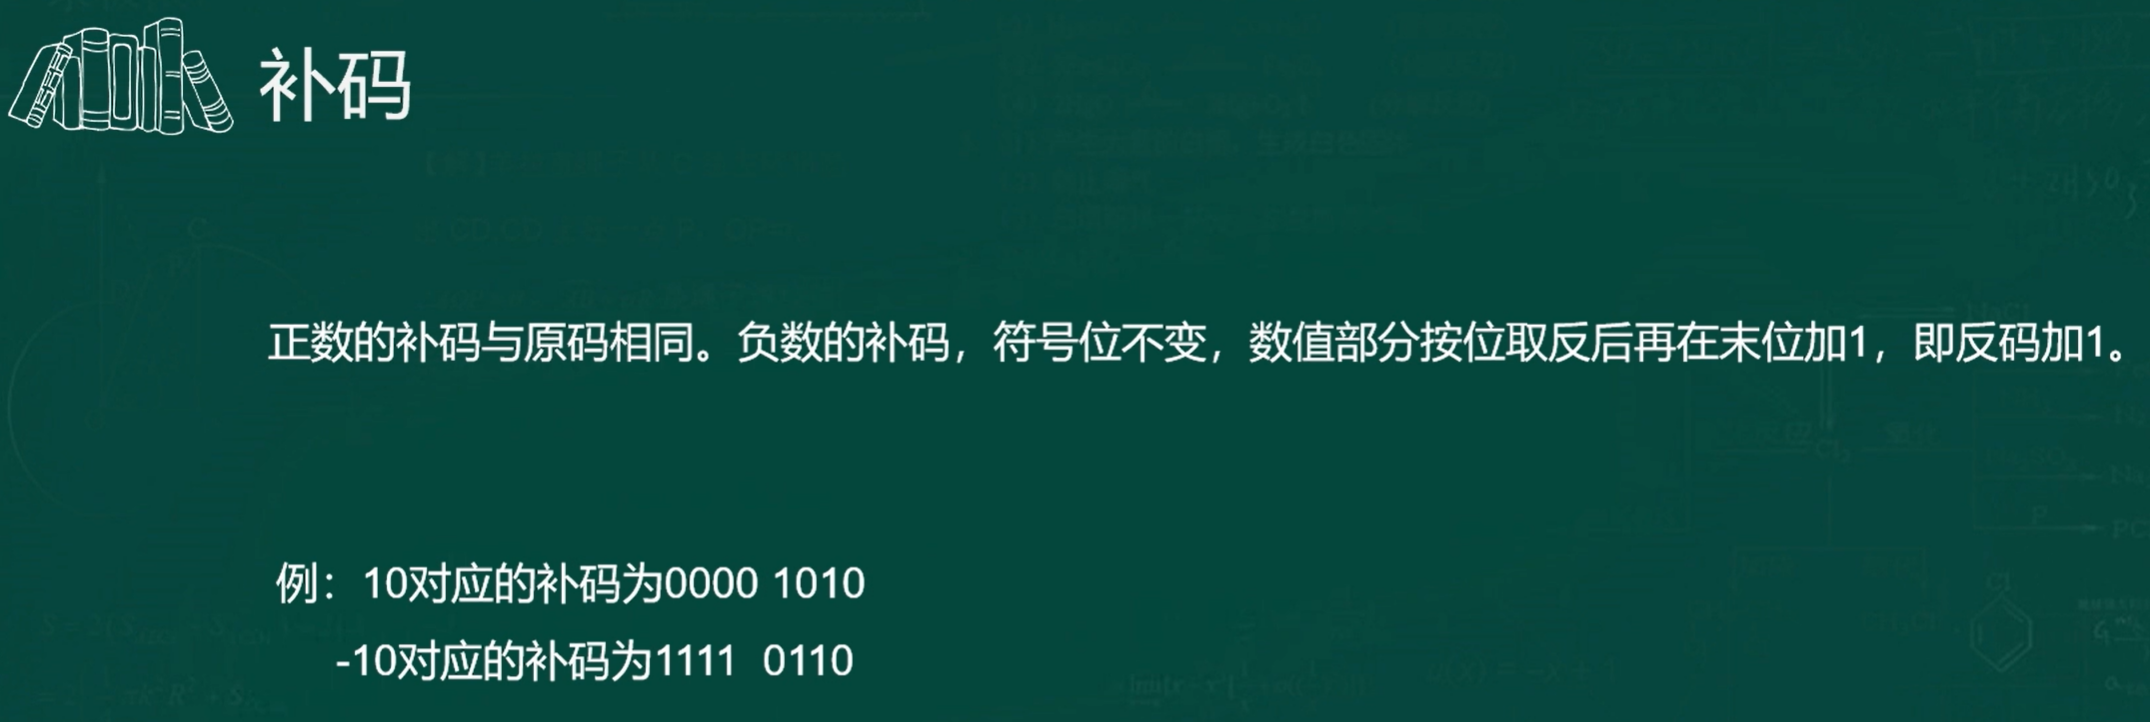 补码
正数的补码与原码相同。负数的补码，符号位不变，数值部分按位取反后再在末位加1，即反码加1。
例：10对应的补码为0000 1010
-10对应的补码为1111  0110